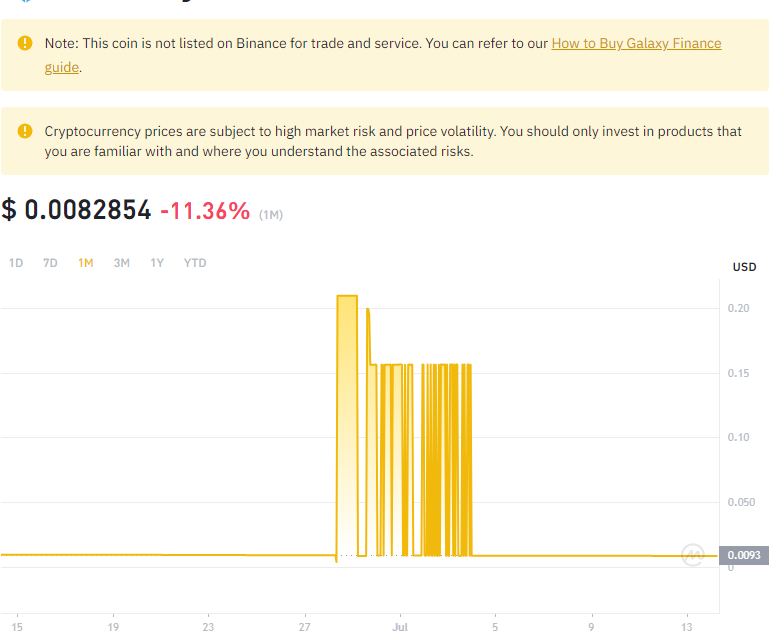 Note: This coin is not listed on Binance for trade and service. You can refer to our How to Buy Galaxy Finance
guide.
Cryptocurrency prices are subject to high market risk and price volatility. You should only invest in products that
you are familiar with and where you understand the associated risks.
$ 0.0082854 -11.36% (1M)
1D 7D 1M 3M 1Y YTD
USD
0.20
0.15
0.10
0.050
0.0093
0
15 19 23 27 Jul 5 9 13